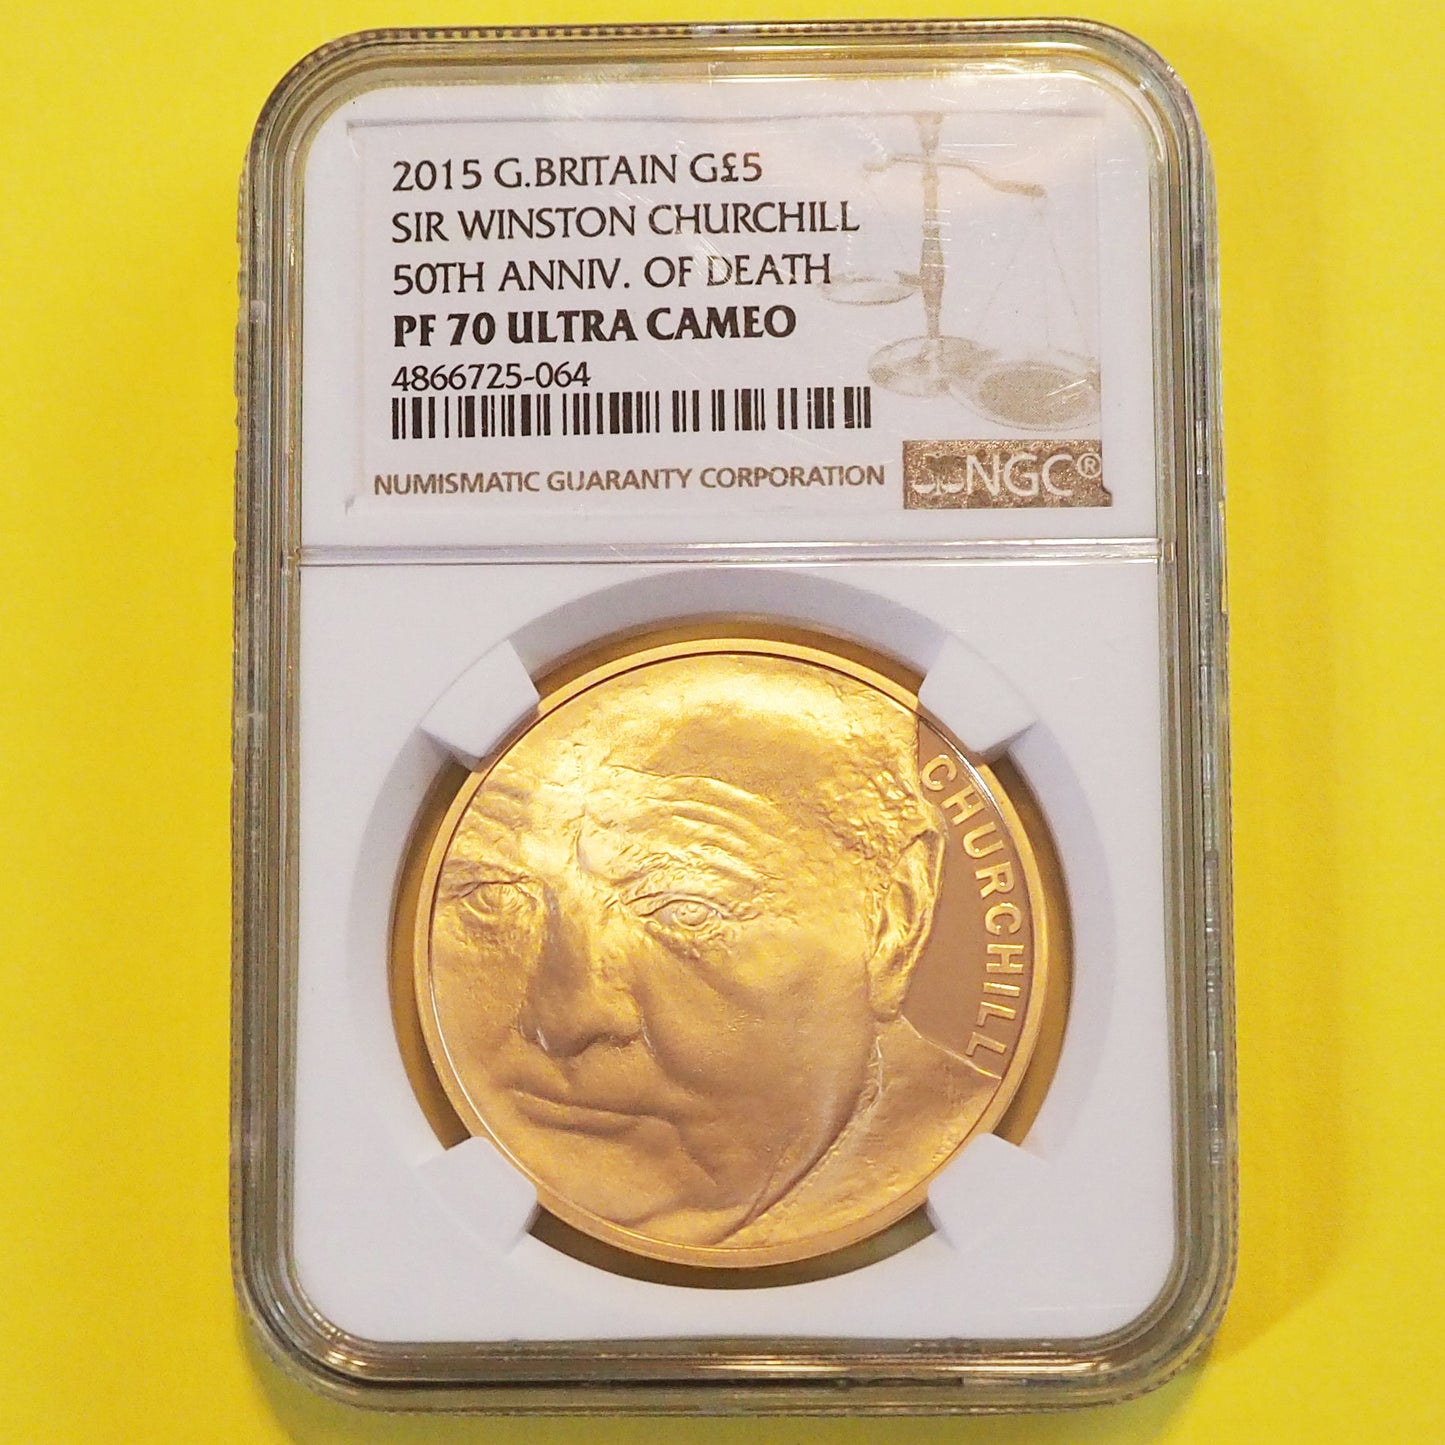 2015 G.BRITAIN G£5
SIR WINSTON CHURCHILL
50TH ANNIV. OF DEATH
PF 70 ULTRA CAMEO
4866725-064
NUMISMATIC GUARANTY CORPORATION
NGC®
CHURCHILL